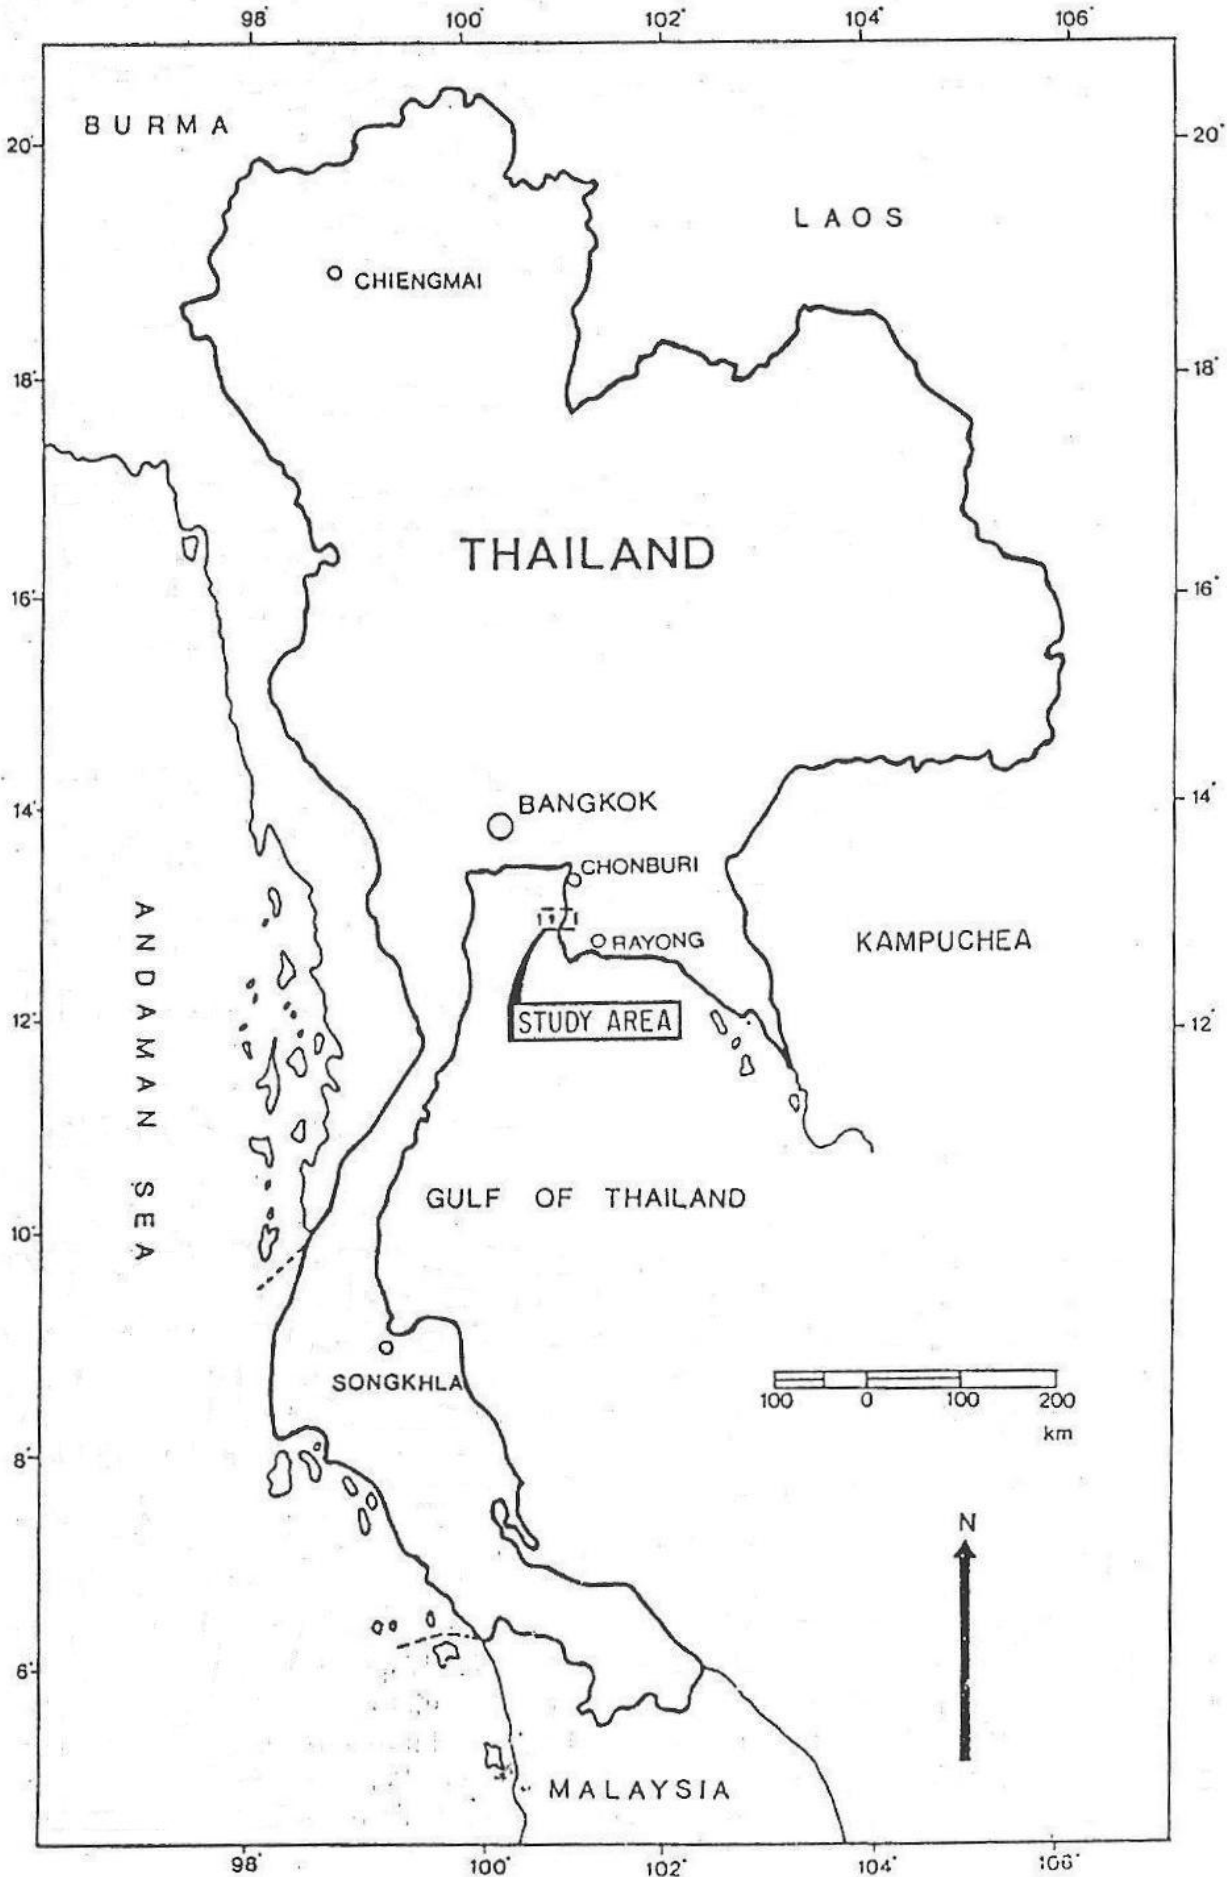 98° 100° 102° 104° 106°
BURMA
20° 20°
LAOS
CHIENGMAI
18° 18°
THAILAND
16° 16°
BANGKOK
14° 14°
CHONBURI
RAYONG
KAMPUCHEA
ANDAMAN SEA
STUDY AREA
12° 12°
GULF OF THAILAND
10°
SONGKHLA
100 0 100 200
km
8°
N
6°
MALAYSIA
98° 100° 102° 104° 106°